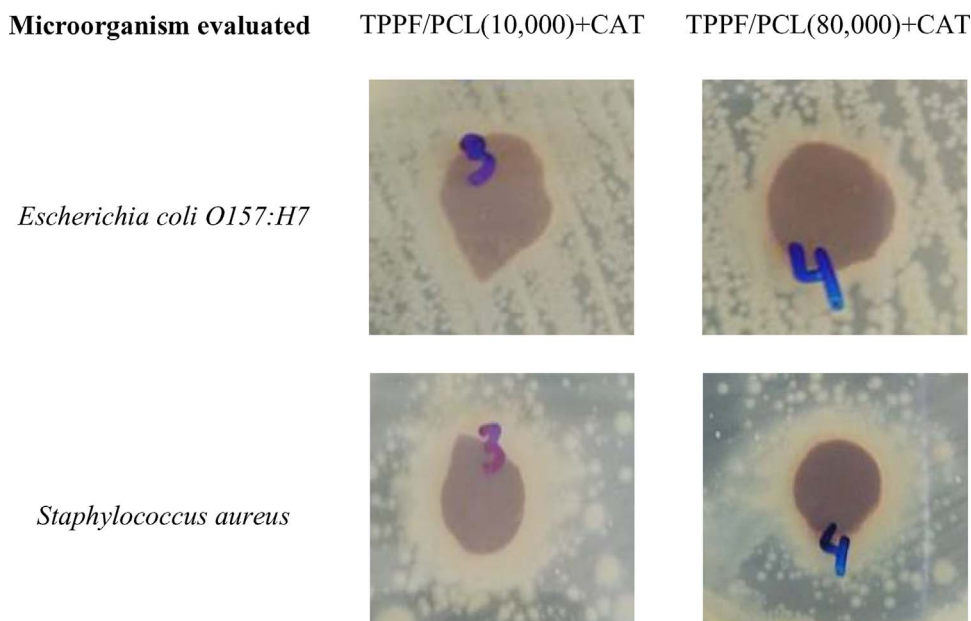 Microorganism evaluated TPPF/PCL(10,000)+CAT TPPF/PCL(80,000)+CAT
3 4
Escherichia coli O157:H7
3 4
Staphylococcus aureus